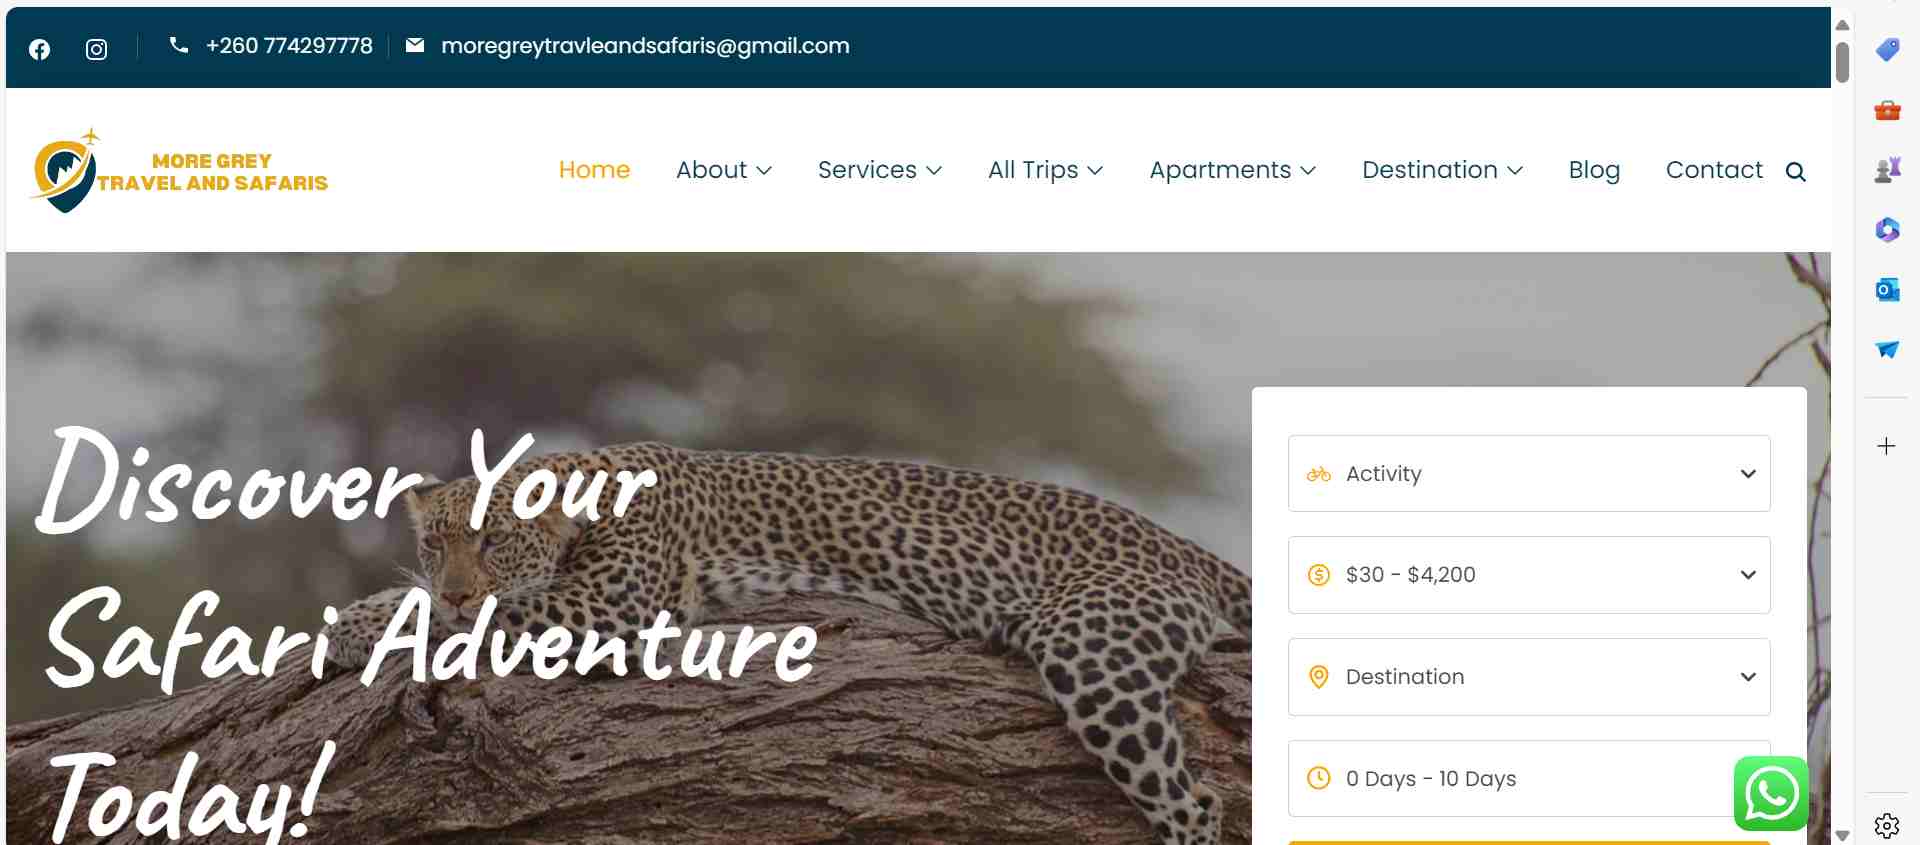 +260 774297778
moregreytravleandsafaris@gmail.com
MORE GREY
TRAVEL AND SAFARIS
Home
About
Services
All Trips
Apartments
Destination
Blog
Contact
Discover Your
Safari Adventure
Today!
Activity
$30 - $4,200
Destination
0 Days - 10 Days